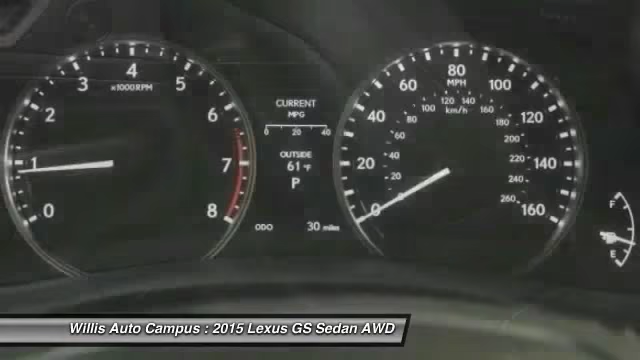 0
1
2
3
4
5
6
7
8
x1000RPM
CURRENT
MPG
0 20 40
OUTSIDE
61°F
P
ODO 30 miles
0
20
40
60
80
100
120
140
160
MPH
20
40
60
80
100
120
140
160
180
200
220
240
260
km/h
F
E
Willis Auto Campus : 2015 Lexus GS Sedan AWD